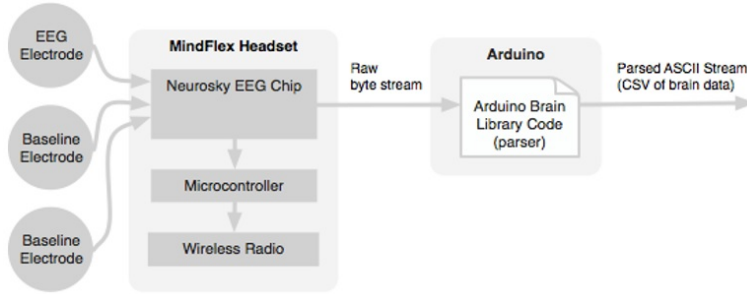 EEG
Electrode
Baseline
Electrode
Baseline
Electrode
MindFlex Headset
Neurosky EEG Chip
Microcontroller
Wireless Radio
Raw
byte stream
Arduino
Arduino Brain
Library Code
(parser)
Parsed ASCII Stream
(CSV of brain data)